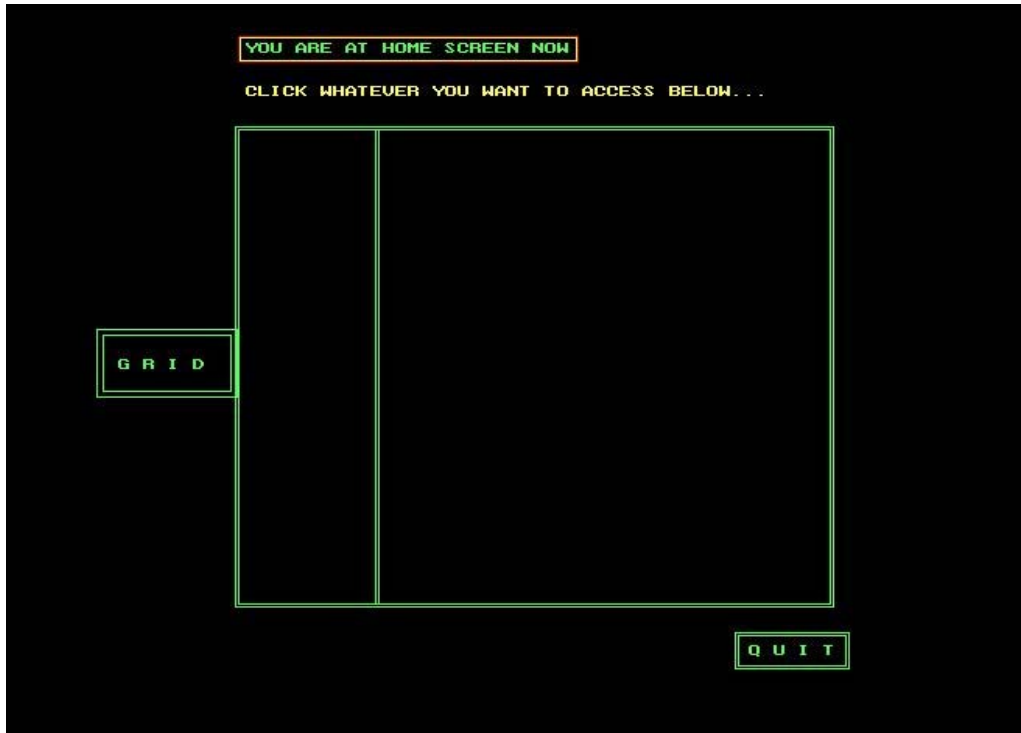 YOU ARE AT HOME SCREEN NOW
CLICK WHATEVER YOU WANT TO ACCESS BELOW...
G R I D
Q U I T